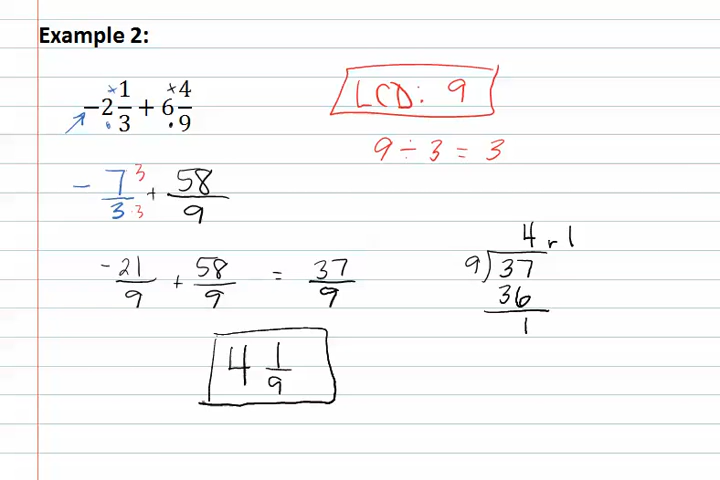 Example 2:
-2 1/3 + 6 4/9
LCD: 9
9 ÷ 3 = 3
- 7/3 ·3/·3 + 58/9
-21/9 + 58/9 = 37/9
4 r 1
9)37
36
1
4 1/9